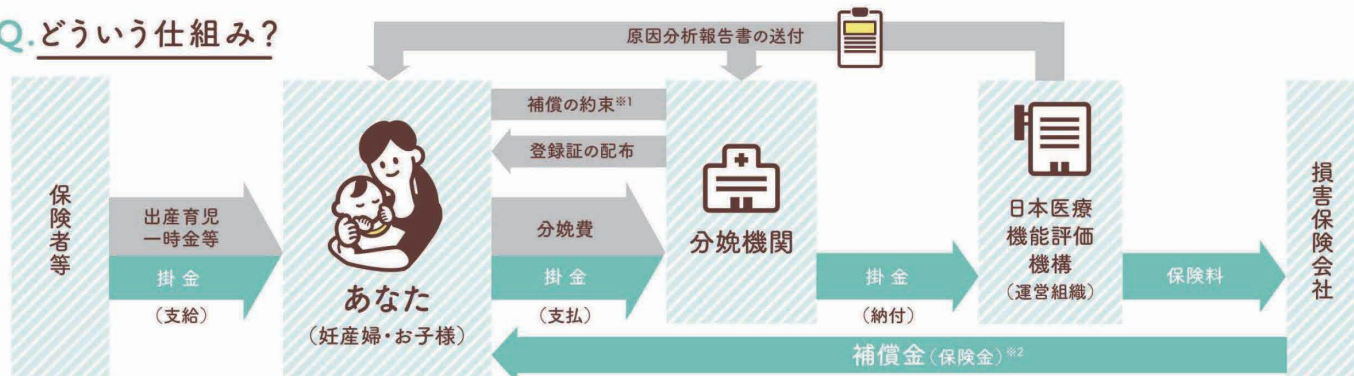 Q.どういう仕組み?
原因分析報告書の送付
保険者等
出産育児
一時金等
掛金
（支給）
あなた
（妊産婦・お子様）
補償の約束※1
登録証の配布
分娩費
掛金
（支払）
分娩機関
掛金
（納付）
日本医療
機能評価
機構
（運営組織）
保険料
損害保険会社
補償金（保険金）※2